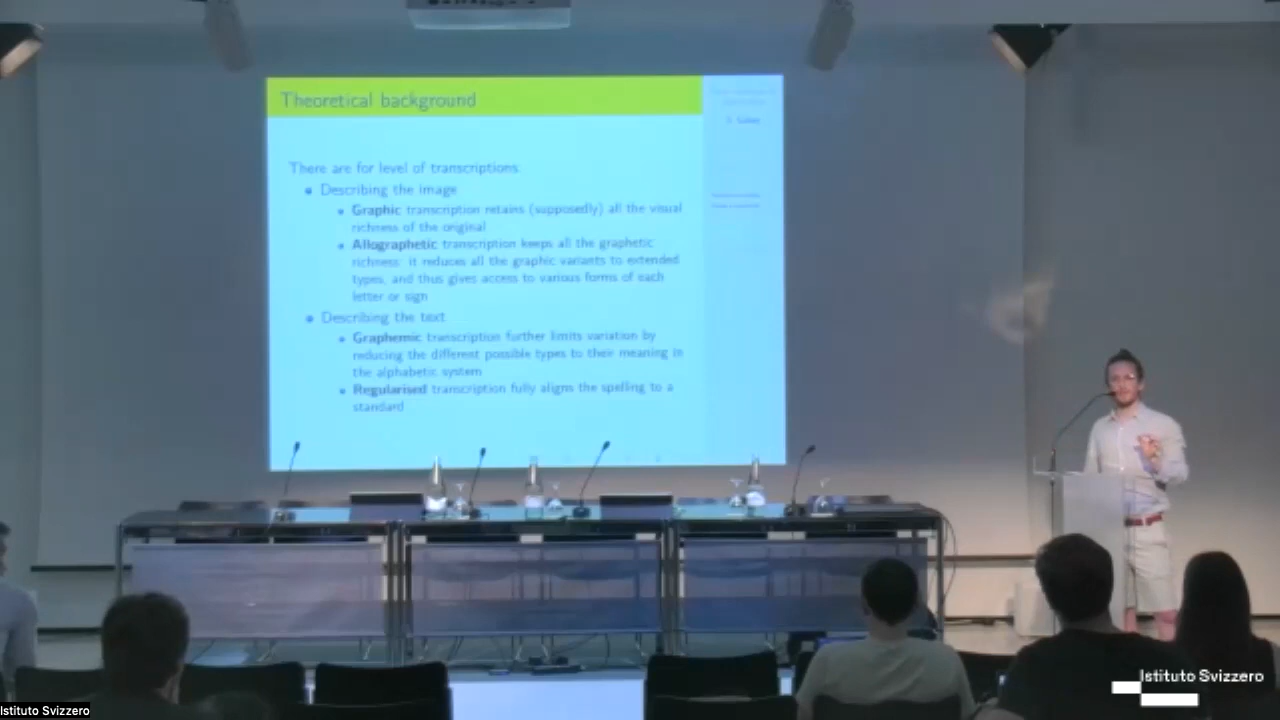 Theoretical background
There are for level of transcriptions:
Describing the image
Graphic transcription retains (supposedly) all the visual
richness of the original
Allographetic transcription keeps all the graphetic
richness: it reduces all the graphic variants to extended
types, and thus gives access to various forms of each
letter or sign
Describing the text
Graphemic transcription further limits variation by
reducing the different possible types to their meaning in
the alphabetic system
Regularised transcription fully aligns the spelling to a
standard
Istituto Svizzero
Istituto Svizzero